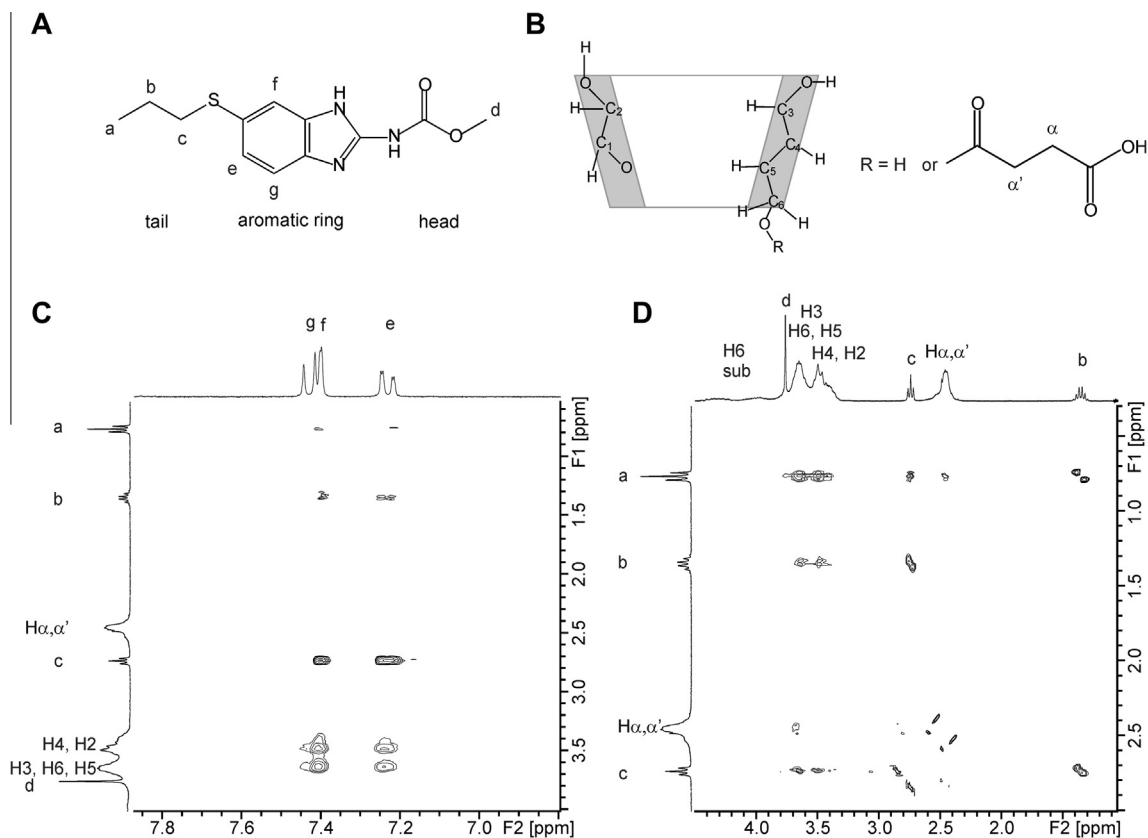 A
b
a
S
c
f
e
g
H
N
N
N
H
O
O
d
tail
aromatic ring
head
B
H
O
H
C2
C1
H
O
O
H
H
C3
C4
H
H
C5
C6
H
H
O
R
R = H or
O
α
α'
OH
O
C
g f
e
a
b
Hα,α'
c
H4, H2
H3, H6, H5
d
F1 [ppm]
1.5
2.0
2.5
3.0
3.5
7.8
7.6
7.4
7.2
7.0
F2 [ppm]
D
d
H3
H6, H5
H4, H2
H6
sub
c
Hα,α'
b
a
b
Hα,α'
c
F1 [ppm]
1.0
1.5
2.0
2.5
4.0
3.5
3.0
2.5
2.0
F2 [ppm]